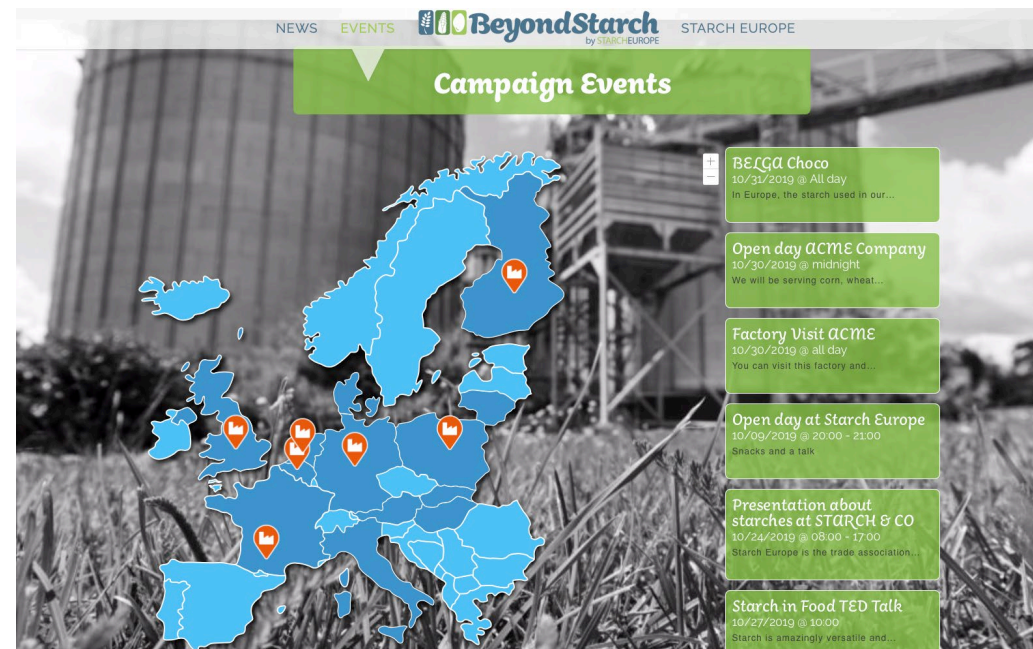 NEWS
EVENTS
BeyondStarch
by STARCHEUROPE
STARCH EUROPE
Campaign Events
+
−
BELGA Choco
10/31/2019 @ All day
In Europe, the starch used in our...
Open day ACME Company
10/30/2019 @ midnight
We will be serving corn, wheat...
Factory Visit ACME
10/30/2019 @ all day
You can visit this factory and...
Open day at Starch Europe
10/09/2019 @ 20:00 - 21:00
Snacks and a talk
Presentation about
starches at STARCH & CO
10/24/2019 @ 08:00 - 17:00
Starch Europe is the trade association...
Starch in Food TED Talk
10/27/2019 @ 10:00
Starch is amazingly versatile and...